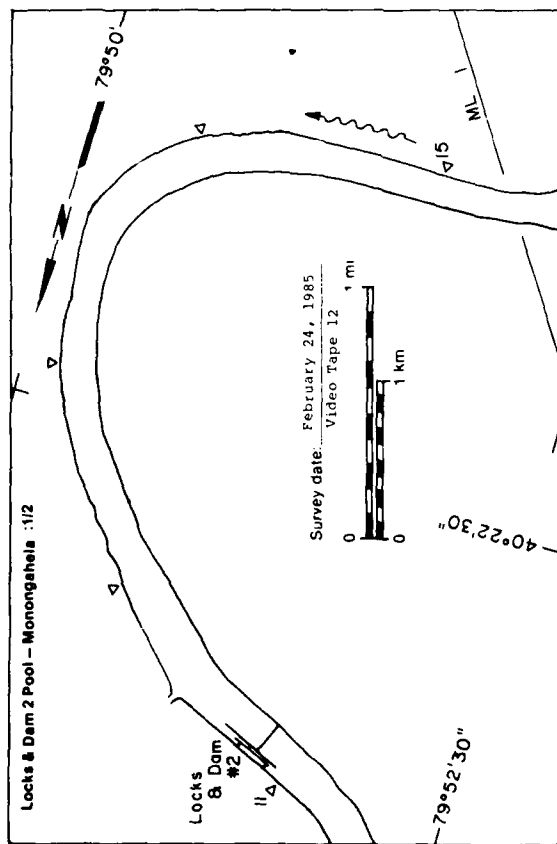 Locks & Dam 2 Pool – Monongahela :1/2
79°50'
N
15
ML 1
Survey date: February 24, 1985
Video Tape 12
0 1 mi
0 1 km
40°22'30"
Locks
& Dam
#2
11
79°52'30"